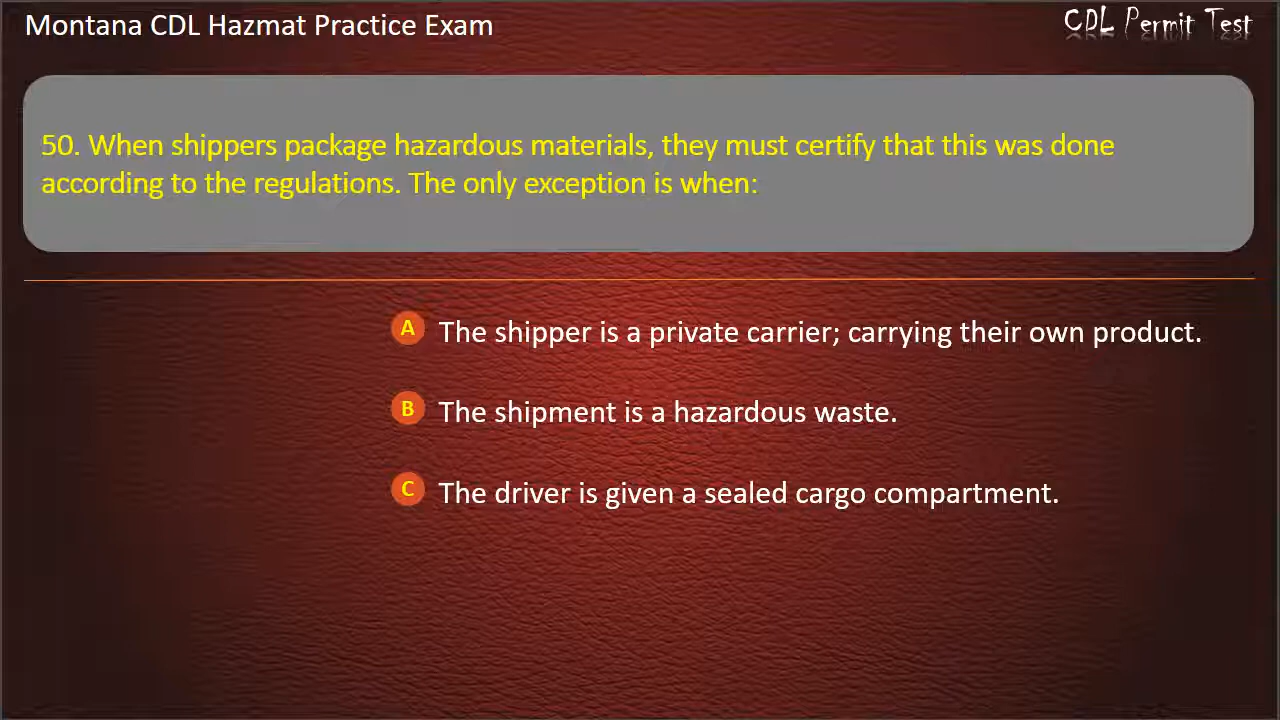 Montana CDL Hazmat Practice Exam
CDL Permit Test
50. When shippers package hazardous materials, they must certify that this was done
according to the regulations. The only exception is when:
A The shipper is a private carrier; carrying their own product.
B The shipment is a hazardous waste.
C The driver is given a sealed cargo compartment.